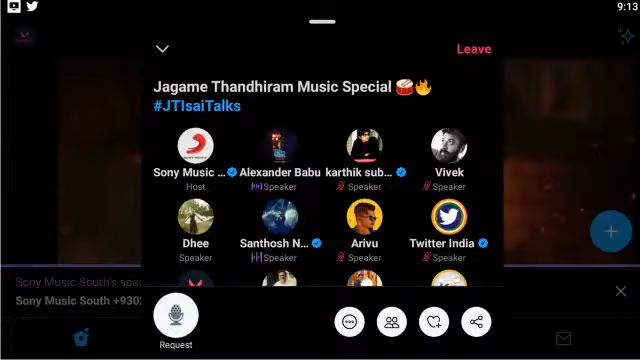 9:13
Leave
Jagame Thandhiram Music Special 🥁🔥
#JTIsaiTalks
Sony Music ... Alexander Babu karthik sub... Vivek
Host Speaker Speaker Speaker
Dhee Santhosh N... Arivu Twitter India
Speaker Speaker Speaker Speaker
Sony Music South's spa
Sony Music South +930
Request